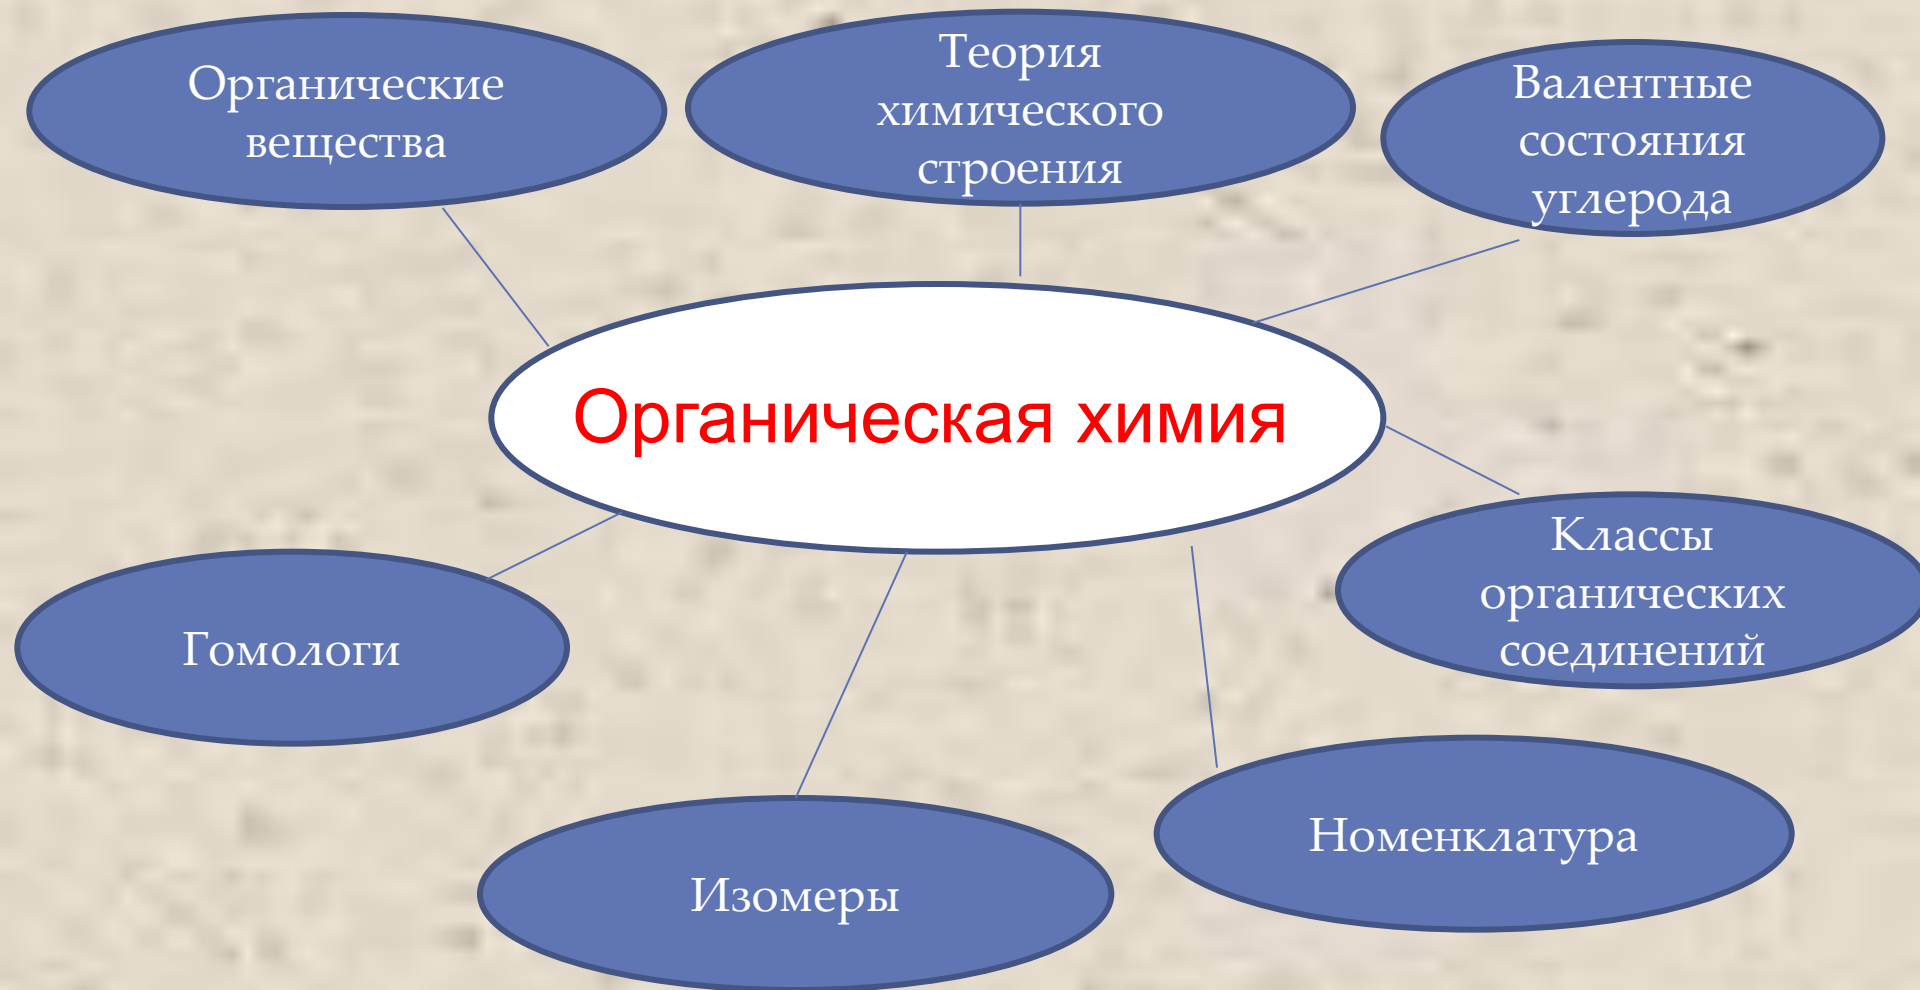 Органические
вещества
Теория
химического
строения
Валентные
состояния
углерода
Органическая химия
Классы
органических
соединений
Гомологи
Номенклатура
Изомеры